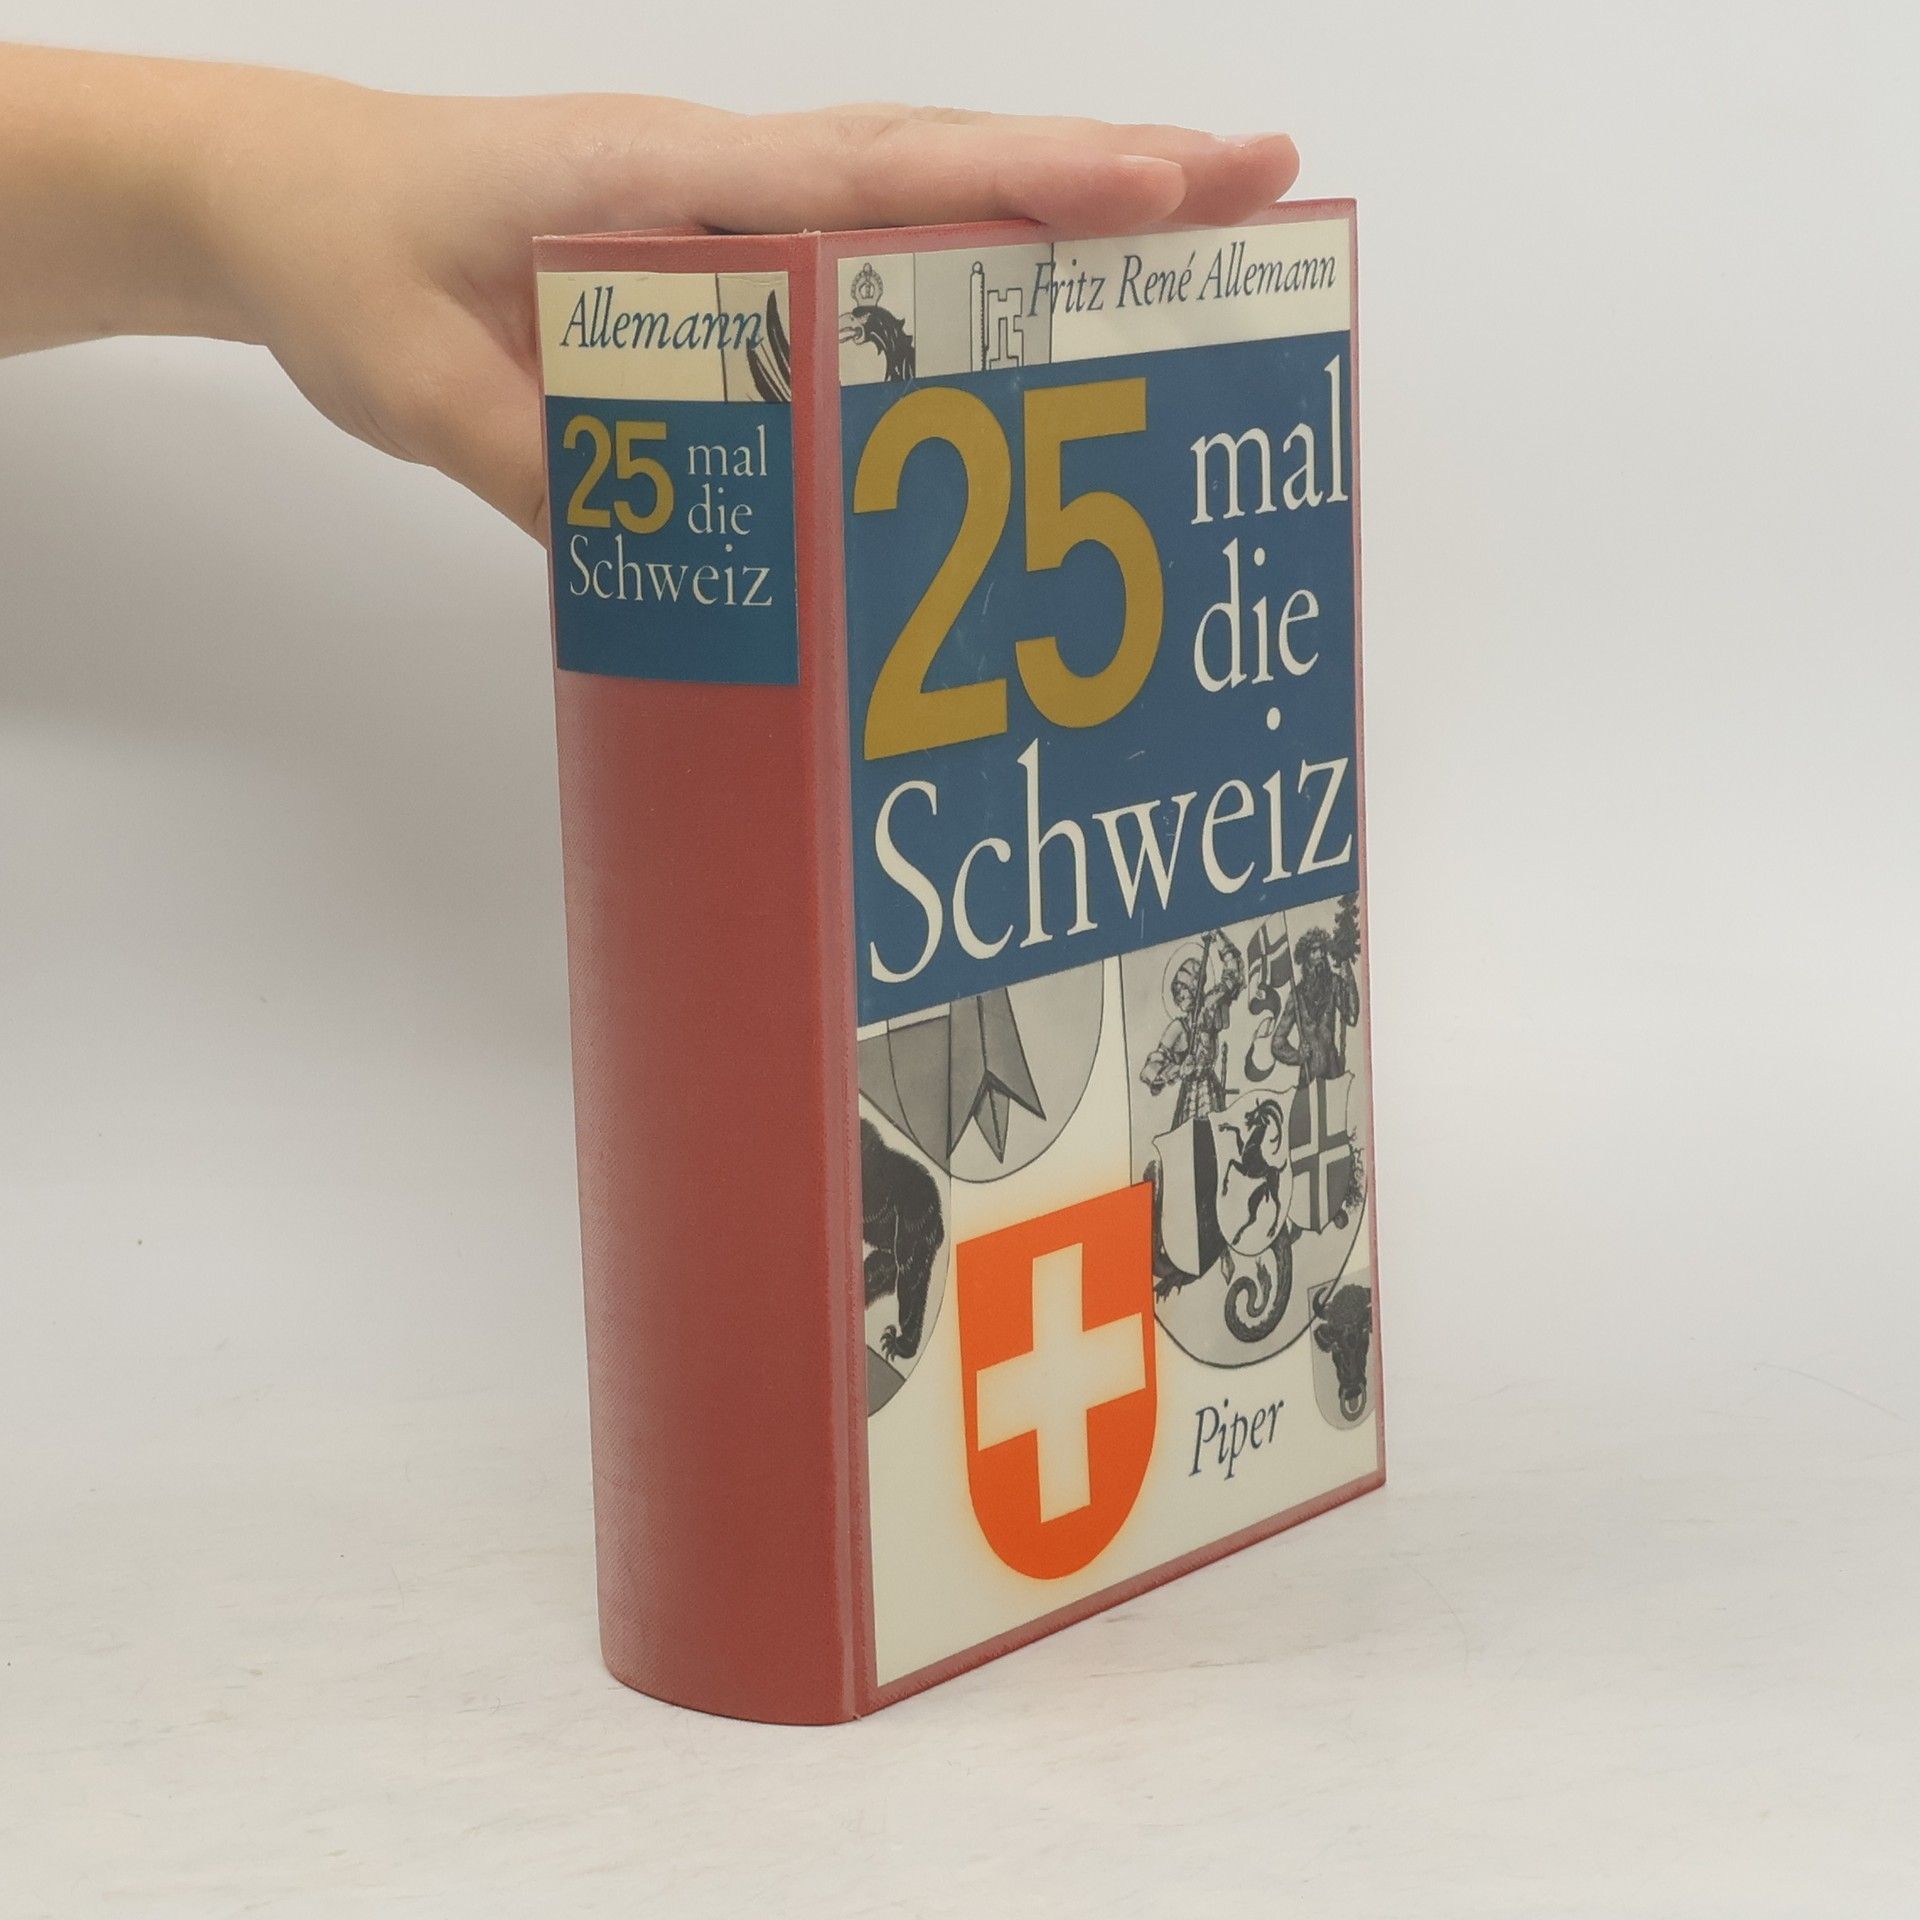 Allemann
25 mal
die
Schweiz
Fritz René Allemann
25 mal
die
Schweiz
Piper